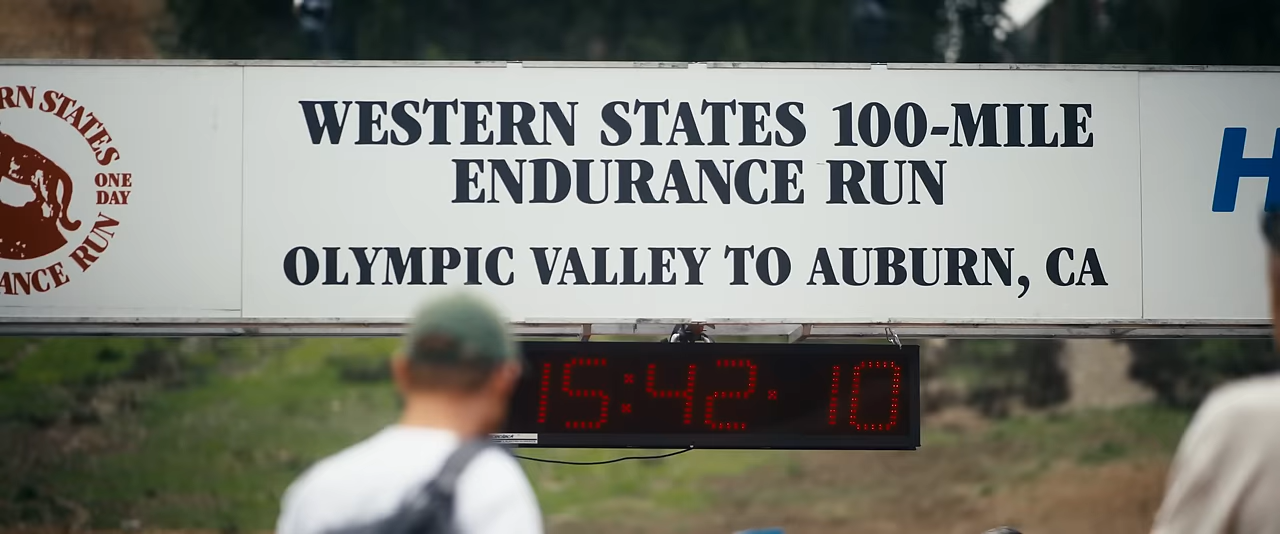 RN STATES
ONE
DAY
ANCE RUN
WESTERN STATES 100-MILE
ENDURANCE RUN
OLYMPIC VALLEY TO AUBURN, CA
H
15:42: 10